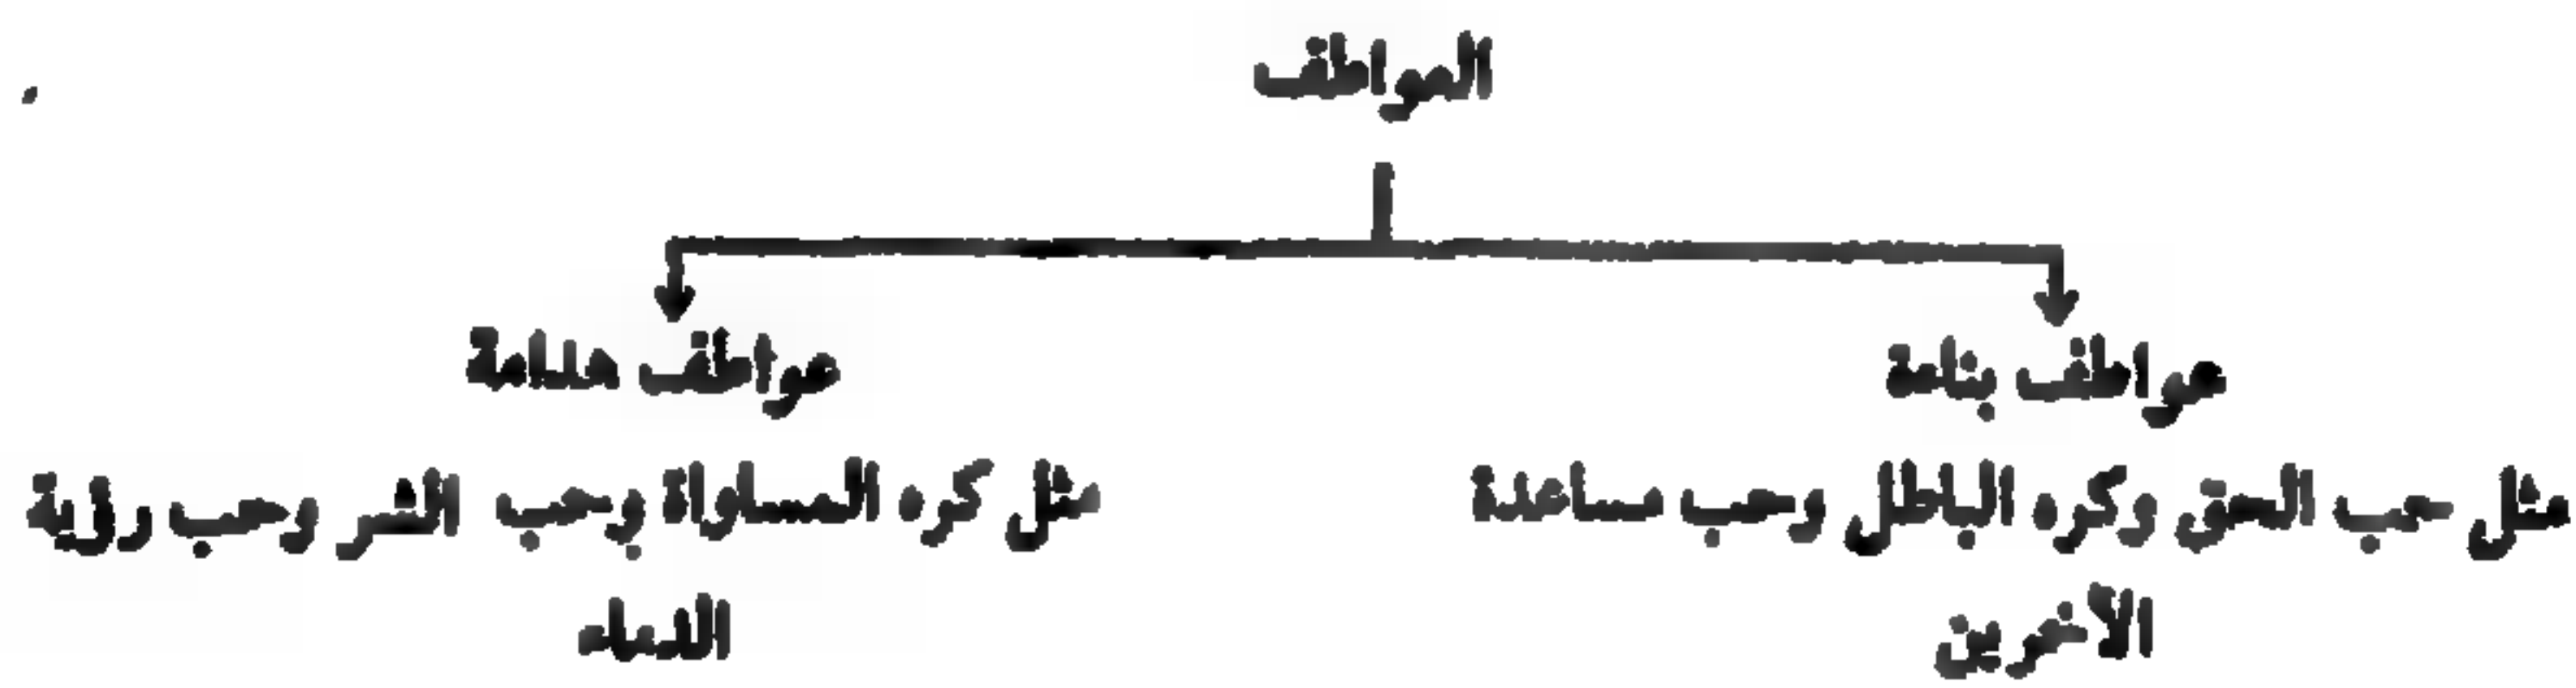 العواطف
عواطف بناءة
عواطف هدامة
مثل حب الحق وكره الباطل وحب مساعدة
الآخرين
مثل كره المساواة وحب الشر وحب رؤية
الدماء